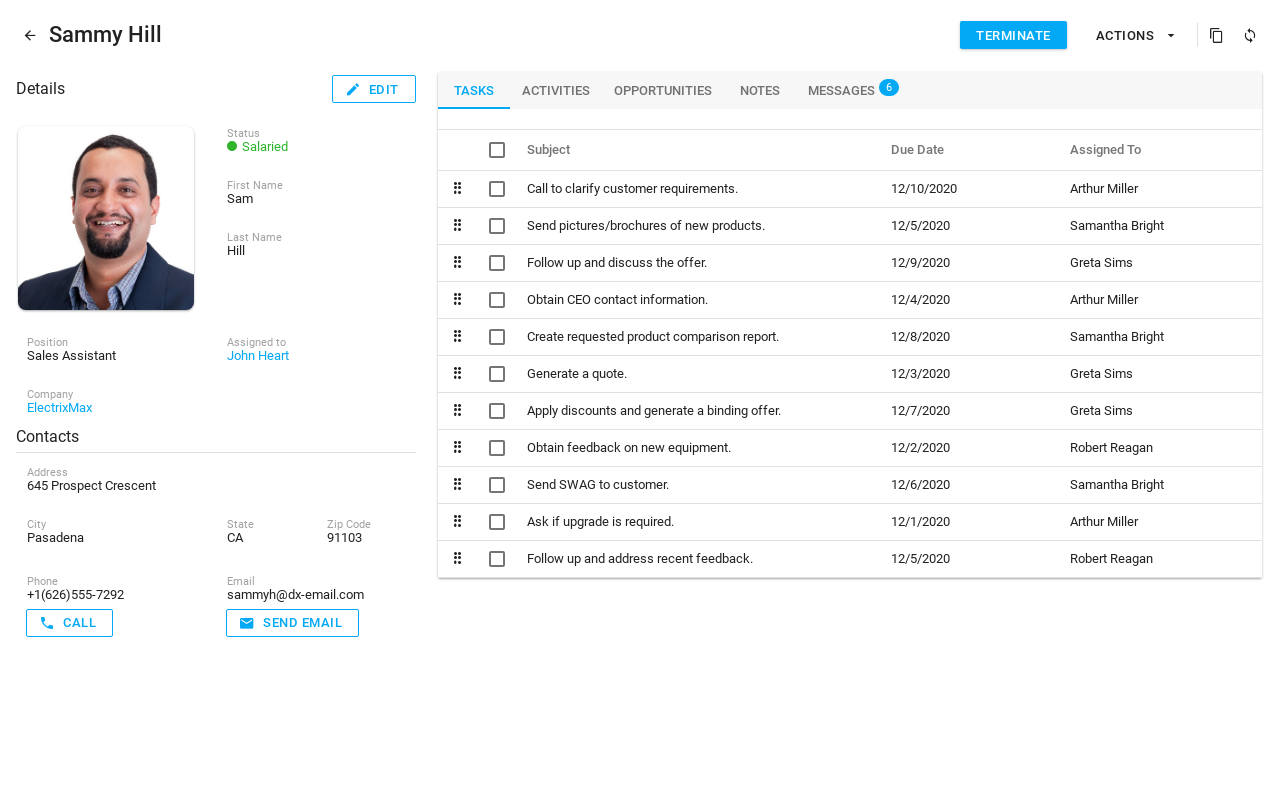 Sammy Hill
TERMINATE
ACTIONS
Details
EDIT
Status
Salaried
First Name
Sam
Last Name
Hill
Position
Sales Assistant
Assigned to
John Heart
Company
ElectrixMax
Contacts
Address
645 Prospect Crescent
City
Pasadena
State
CA
Zip Code
91103
Phone
+1(626)555-7292
Email
sammyh@dx-email.com
CALL
SEND EMAIL
TASKS ACTIVITIES OPPORTUNITIES NOTES MESSAGES 6
Subject Due Date Assigned To
Call to clarify customer requirements. 12/10/2020 Arthur Miller
Send pictures/brochures of new products. 12/5/2020 Samantha Bright
Follow up and discuss the offer. 12/9/2020 Greta Sims
Obtain CEO contact information. 12/4/2020 Arthur Miller
Create requested product comparison report. 12/8/2020 Samantha Bright
Generate a quote. 12/3/2020 Greta Sims
Apply discounts and generate a binding offer. 12/7/2020 Greta Sims
Obtain feedback on new equipment. 12/2/2020 Robert Reagan
Send SWAG to customer. 12/6/2020 Samantha Bright
Ask if upgrade is required. 12/1/2020 Arthur Miller
Follow up and address recent feedback. 12/5/2020 Robert Reagan